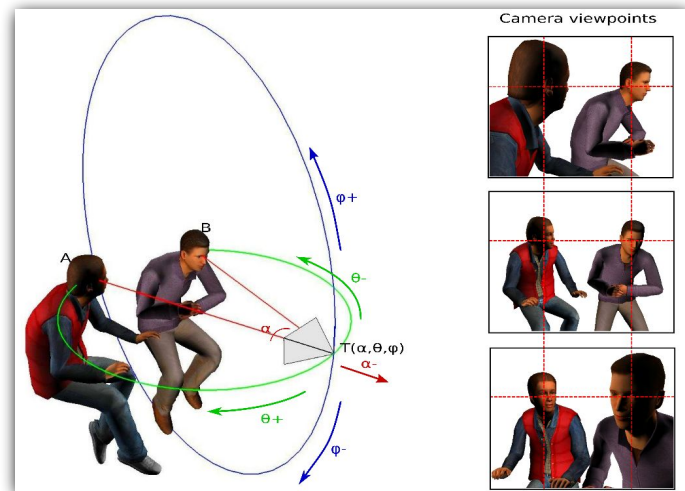 Camera viewpoints
φ+
B
A
θ-
α
T(α,θ,φ)
α-
θ+
φ-